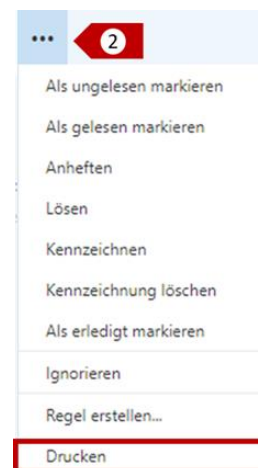 ••• 2
Als ungelesen markieren
Als gelesen markieren
Anheften
Lösen
Kennzeichnen
Kennzeichnung löschen
Als erledigt markieren
Ignorieren
Regel erstellen...
Drucken